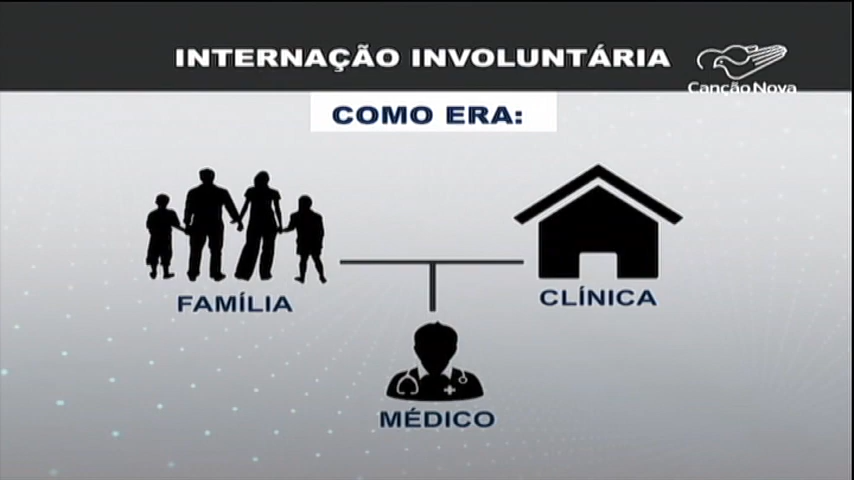 INTERNAÇÃO INVOLUNTÁRIA
Canção Nova
COMO ERA:
FAMÍLIA
CLÍNICA
MÉDICO